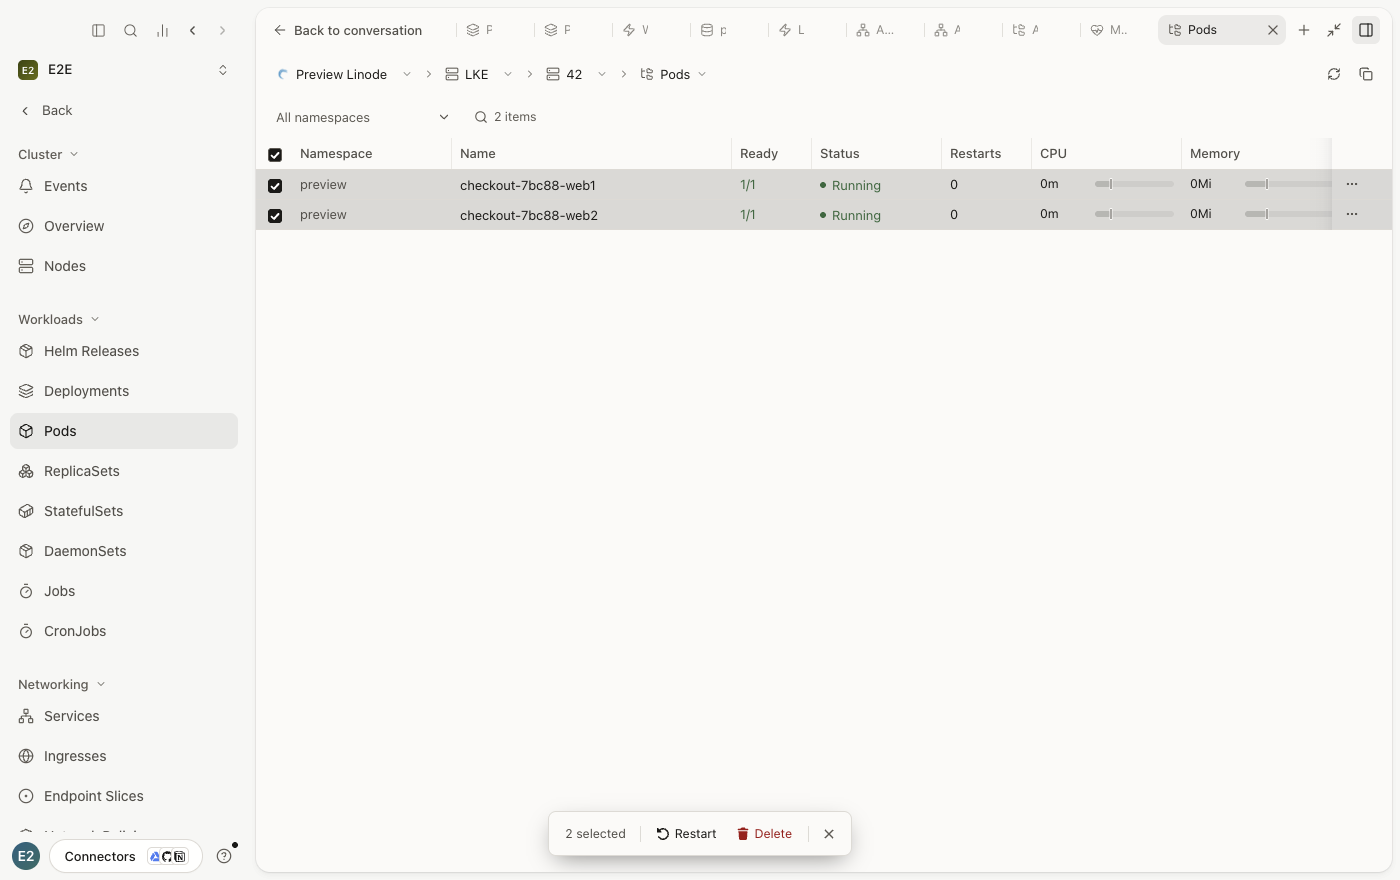 Back to conversation
A...
M..
Pods
E2
E2E
Preview Linode
LKE
42
Pods
Back
All namespaces
2 items
Cluster
Namespace
Name
Ready
Status
Restarts
CPU
Memory
Events
preview
checkout-7bc88-web1
1/1
Running
0
0m
0Mi
preview
checkout-7bc88-web2
1/1
Running
0
0m
0Mi
Overview
Nodes
Workloads
Helm Releases
Deployments
Pods
ReplicaSets
StatefulSets
DaemonSets
Jobs
CronJobs
Networking
Services
Ingresses
Endpoint Slices
2 selected
Restart
Delete
E2
Connectors